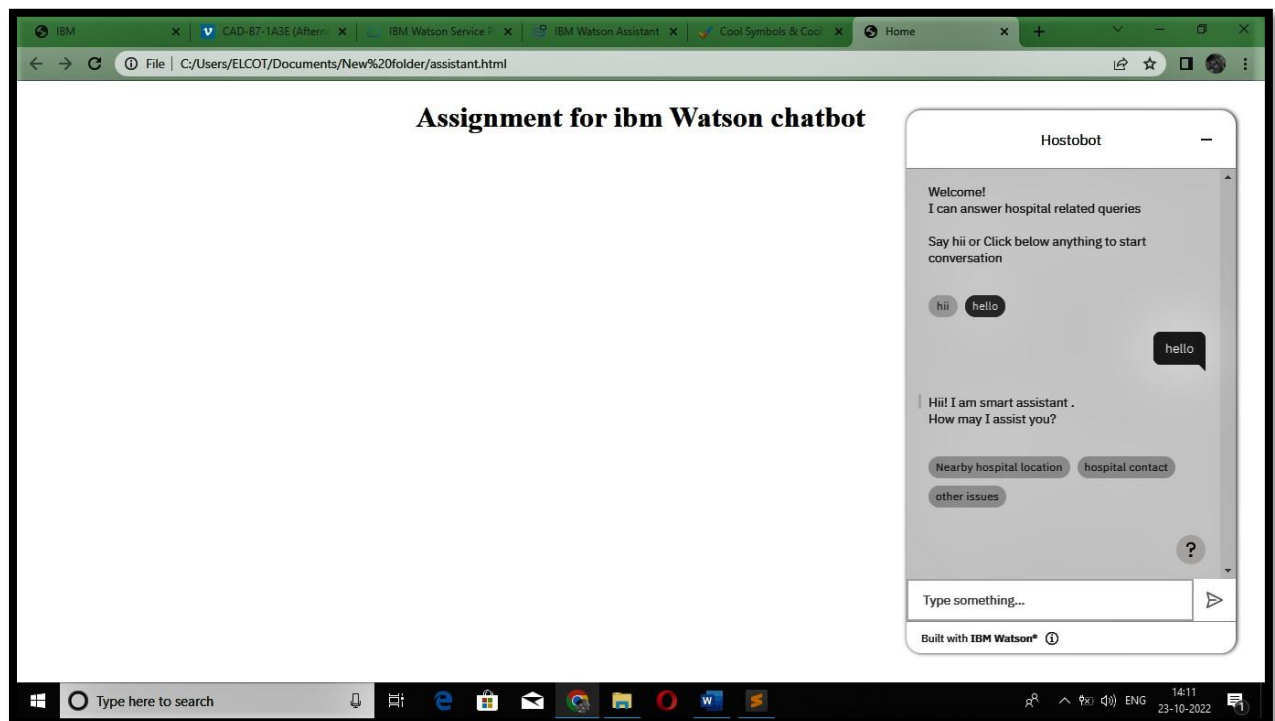 IBM
CAD-B7-1A3E (Afterno
IBM Watson Service P
IBM Watson Assistant
Cool Symbols & Cool
Home
File | C:/Users/ELCOT/Documents/New%20folder/assistant.html
Assignment for ibm Watson chatbot
Hostobot
Welcome!
I can answer hospital related queries
Say hii or Click below anything to start
conversation
hii hello
hello
Hii! I am smart assistant .
How may I assist you?
Nearby hospital location hospital contact
other issues
?
Type something...
Built with IBM Watson®
Type here to search
ENG
14:11
23-10-2022
1